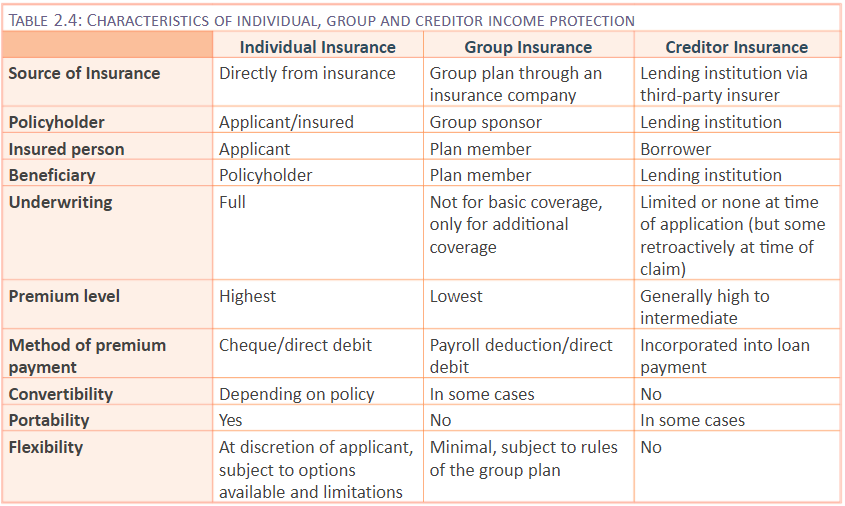 TABLE 2.4: CHARACTERISTICS OF INDIVIDUAL, GROUP AND CREDITOR INCOME PROTECTION
Individual Insurance Group Insurance Creditor Insurance
Source of Insurance Directly from insurance Group plan through an Lending institution via
insurance company third-party insurer
Policyholder Applicant/insured Group sponsor Lending institution
Insured person Applicant Plan member Borrower
Beneficiary Policyholder Plan member Lending institution
Underwriting Full Not for basic coverage, Limited or none at time
only for additional of application (but some
coverage retroactively at time of
claim)
Premium level Highest Lowest Generally high to
intermediate
Method of premium Cheque/direct debit Payroll deduction/direct Incorporated into loan
payment debit payment
Convertibility Depending on policy In some cases No
Portability Yes No In some cases
Flexibility At discretion of applicant, Minimal, subject to rules No
subject to options of the group plan
available and limitations